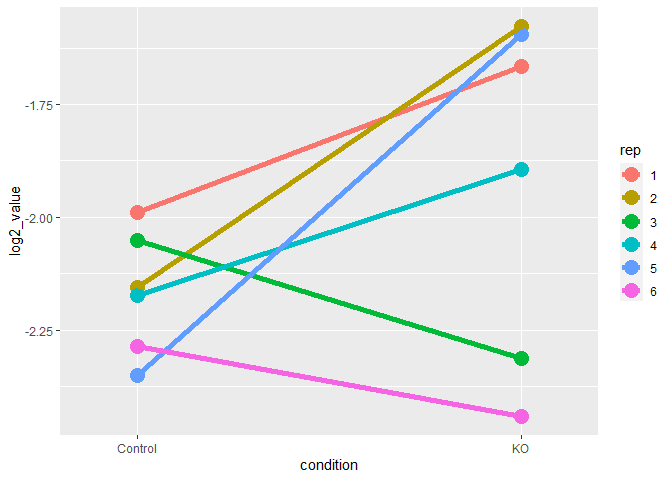 log2_value
-1.75
-2.00
-2.25
Control
KO
condition
rep
1
2
3
4
5
6